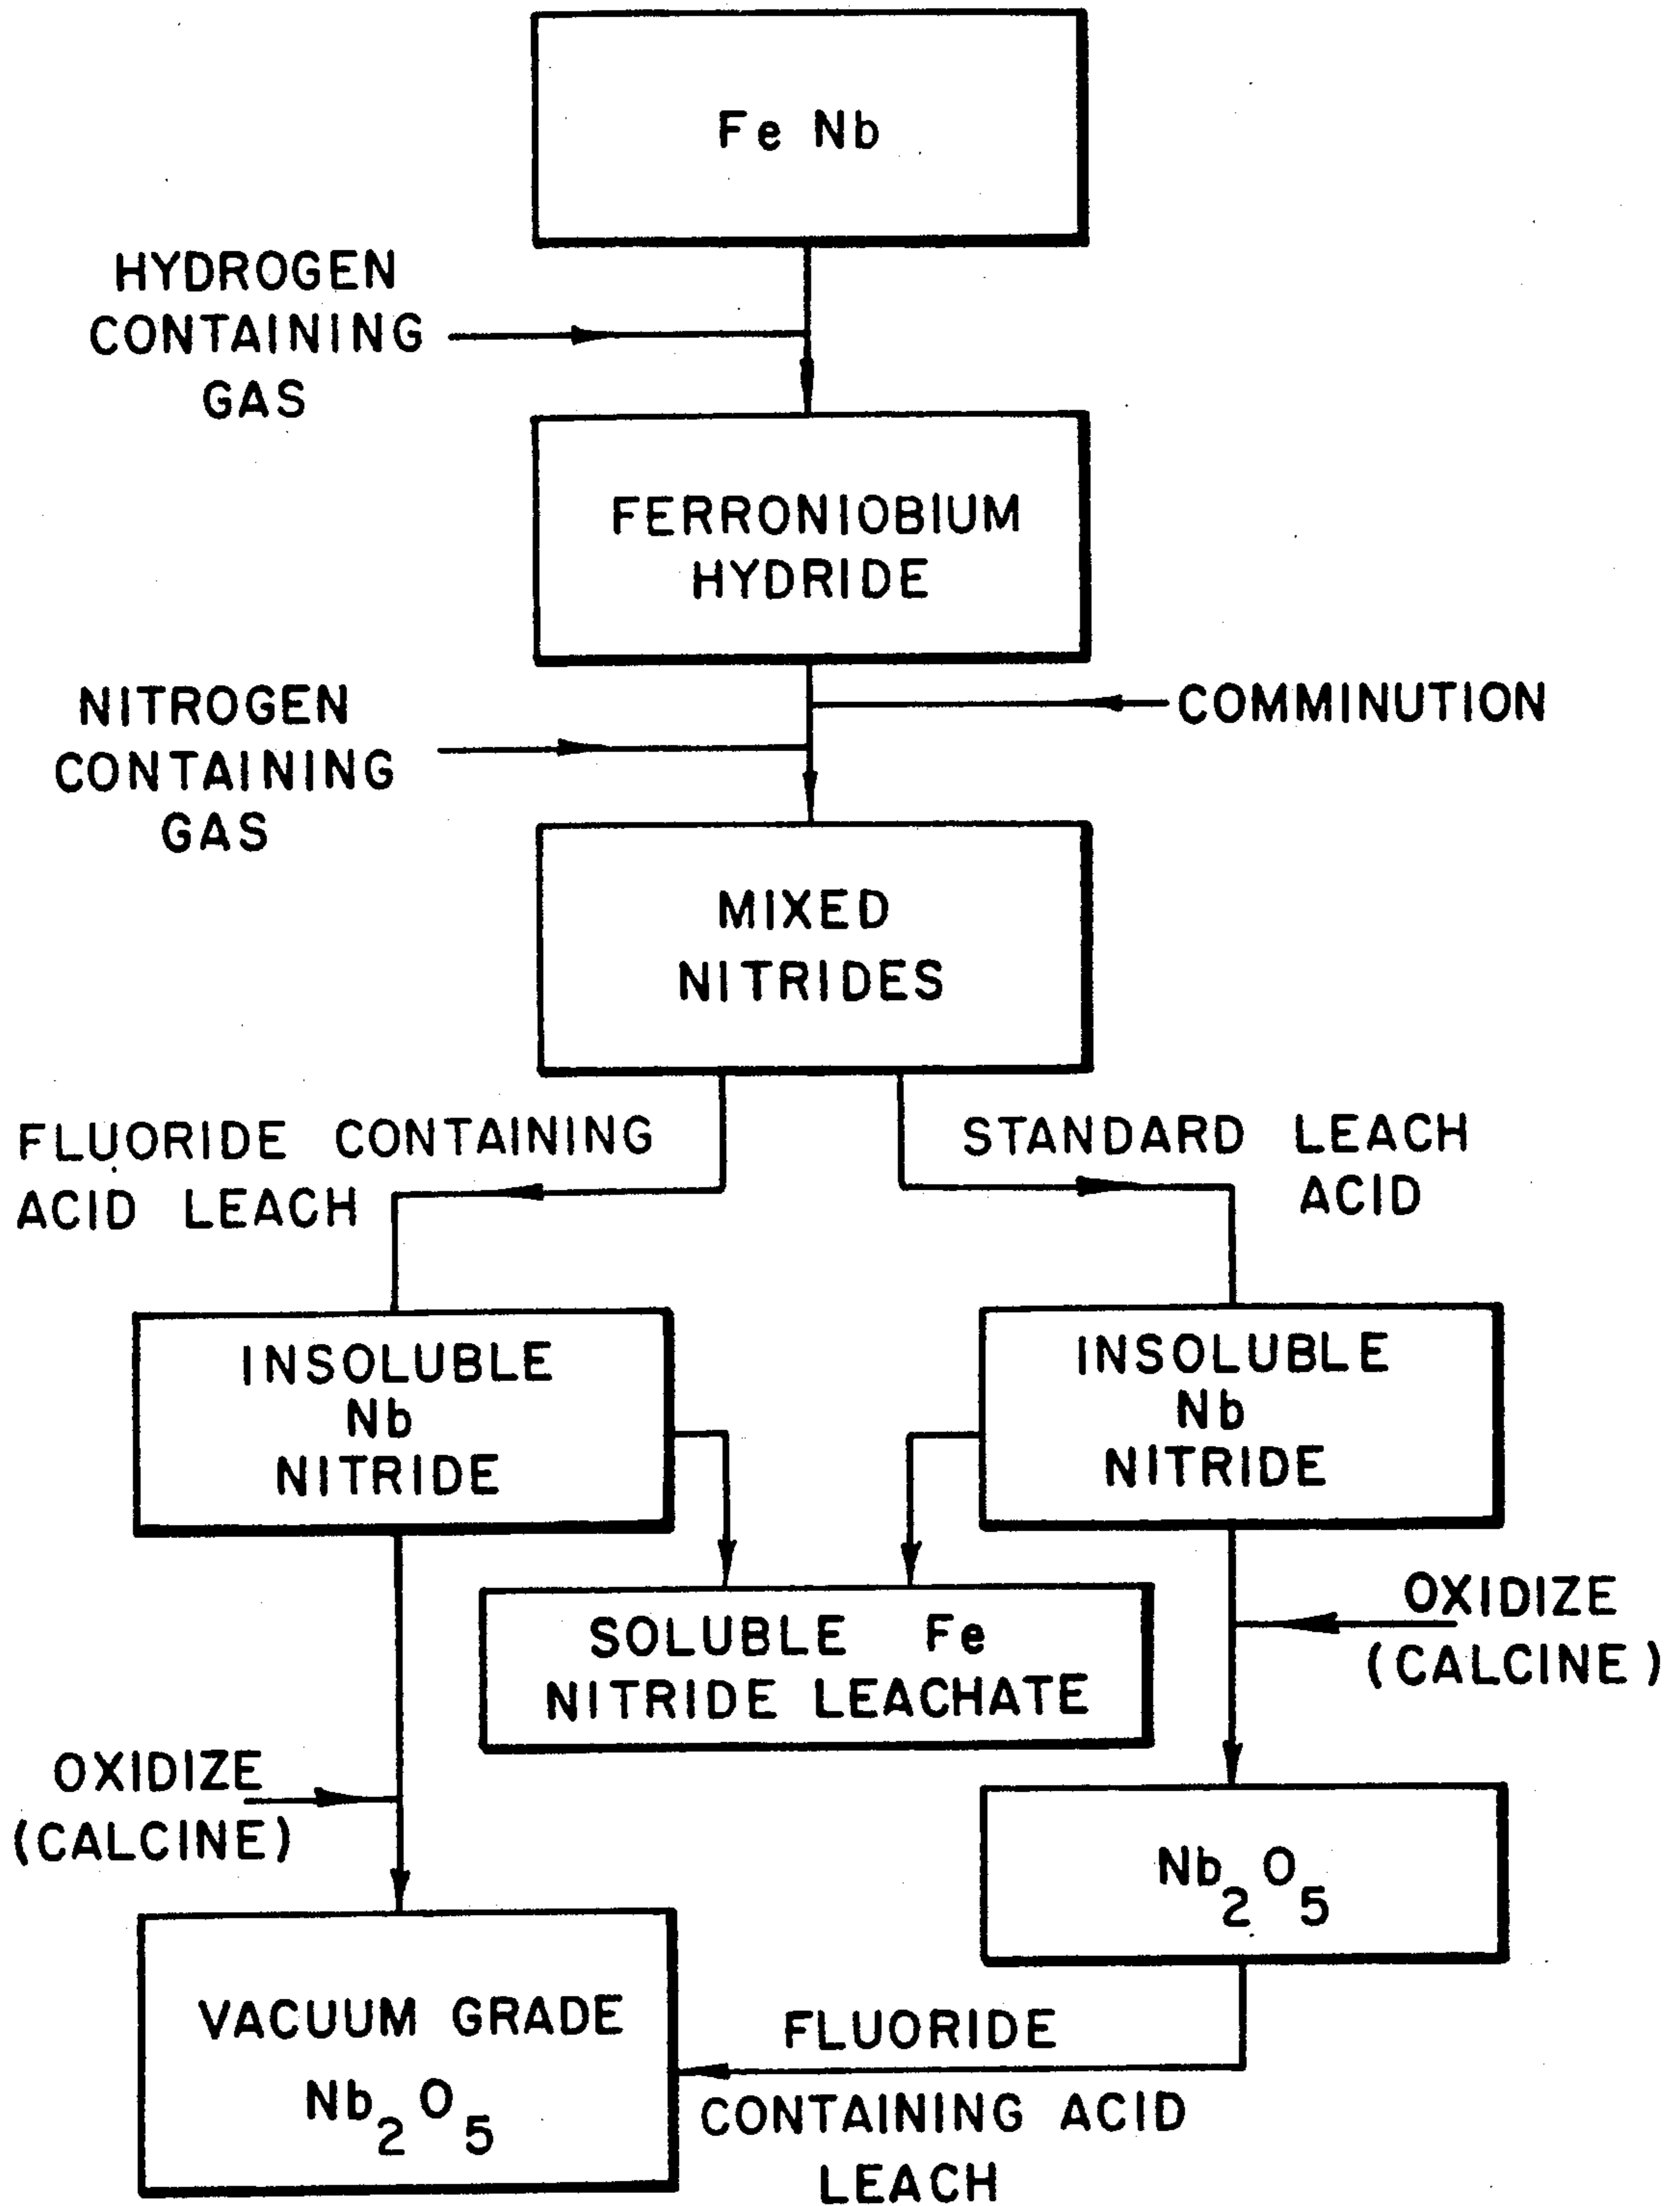 Fe Nb
HYDROGEN
CONTAINING
GAS
FERRONIOBIUM
HYDRIDE
NITROGEN
CONTAINING
GAS
COMMINUTION
MIXED
NITRIDES
FLUORIDE CONTAINING
ACID LEACH
STANDARD LEACH
ACID
INSOLUBLE
Nb
NITRIDE
INSOLUBLE
Nb
NITRIDE
SOLUBLE Fe
NITRIDE LEACHATE
OXIDIZE
(CALCINE)
OXIDIZE
(CALCINE)
Nb2O5
VACUUM GRADE
Nb2O5
FLUORIDE
CONTAINING ACID
LEACH